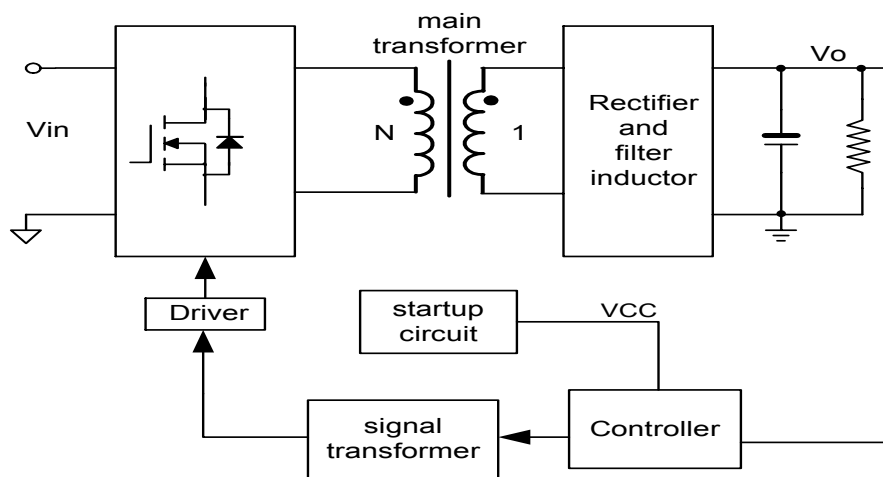 main
transformer
Vo
Vin
N
1
Rectifier
and
filter
inductor
Driver
startup
circuit
VCC
signal
transformer
Controller